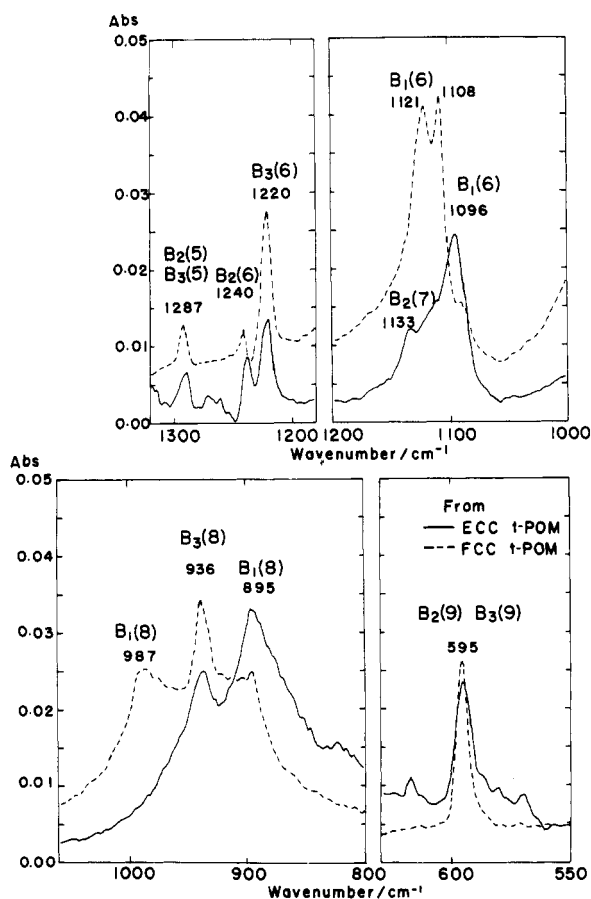 Abs
0.05
0.04
0.03
0.02
0.01
0.00
B₃(6)
1220
B₂(5)
B₃(5)
1287
B₂(6)
1240
1300
1200
B₁(6)
1121
1108
B₁(6)
1096
B₂(7)
1133
1200
1100
1000
Wavenumber/cm⁻¹
Abs
0.05
0.04
0.03
0.02
0.01
0.00
B₃(8)
936
B₁(8)
895
B₁(8)
987
1000
900
800
From
ECC t-POM
FCC t-POM
B₂(9) B₃(9)
595
600
550
Wavenumber/cm⁻¹